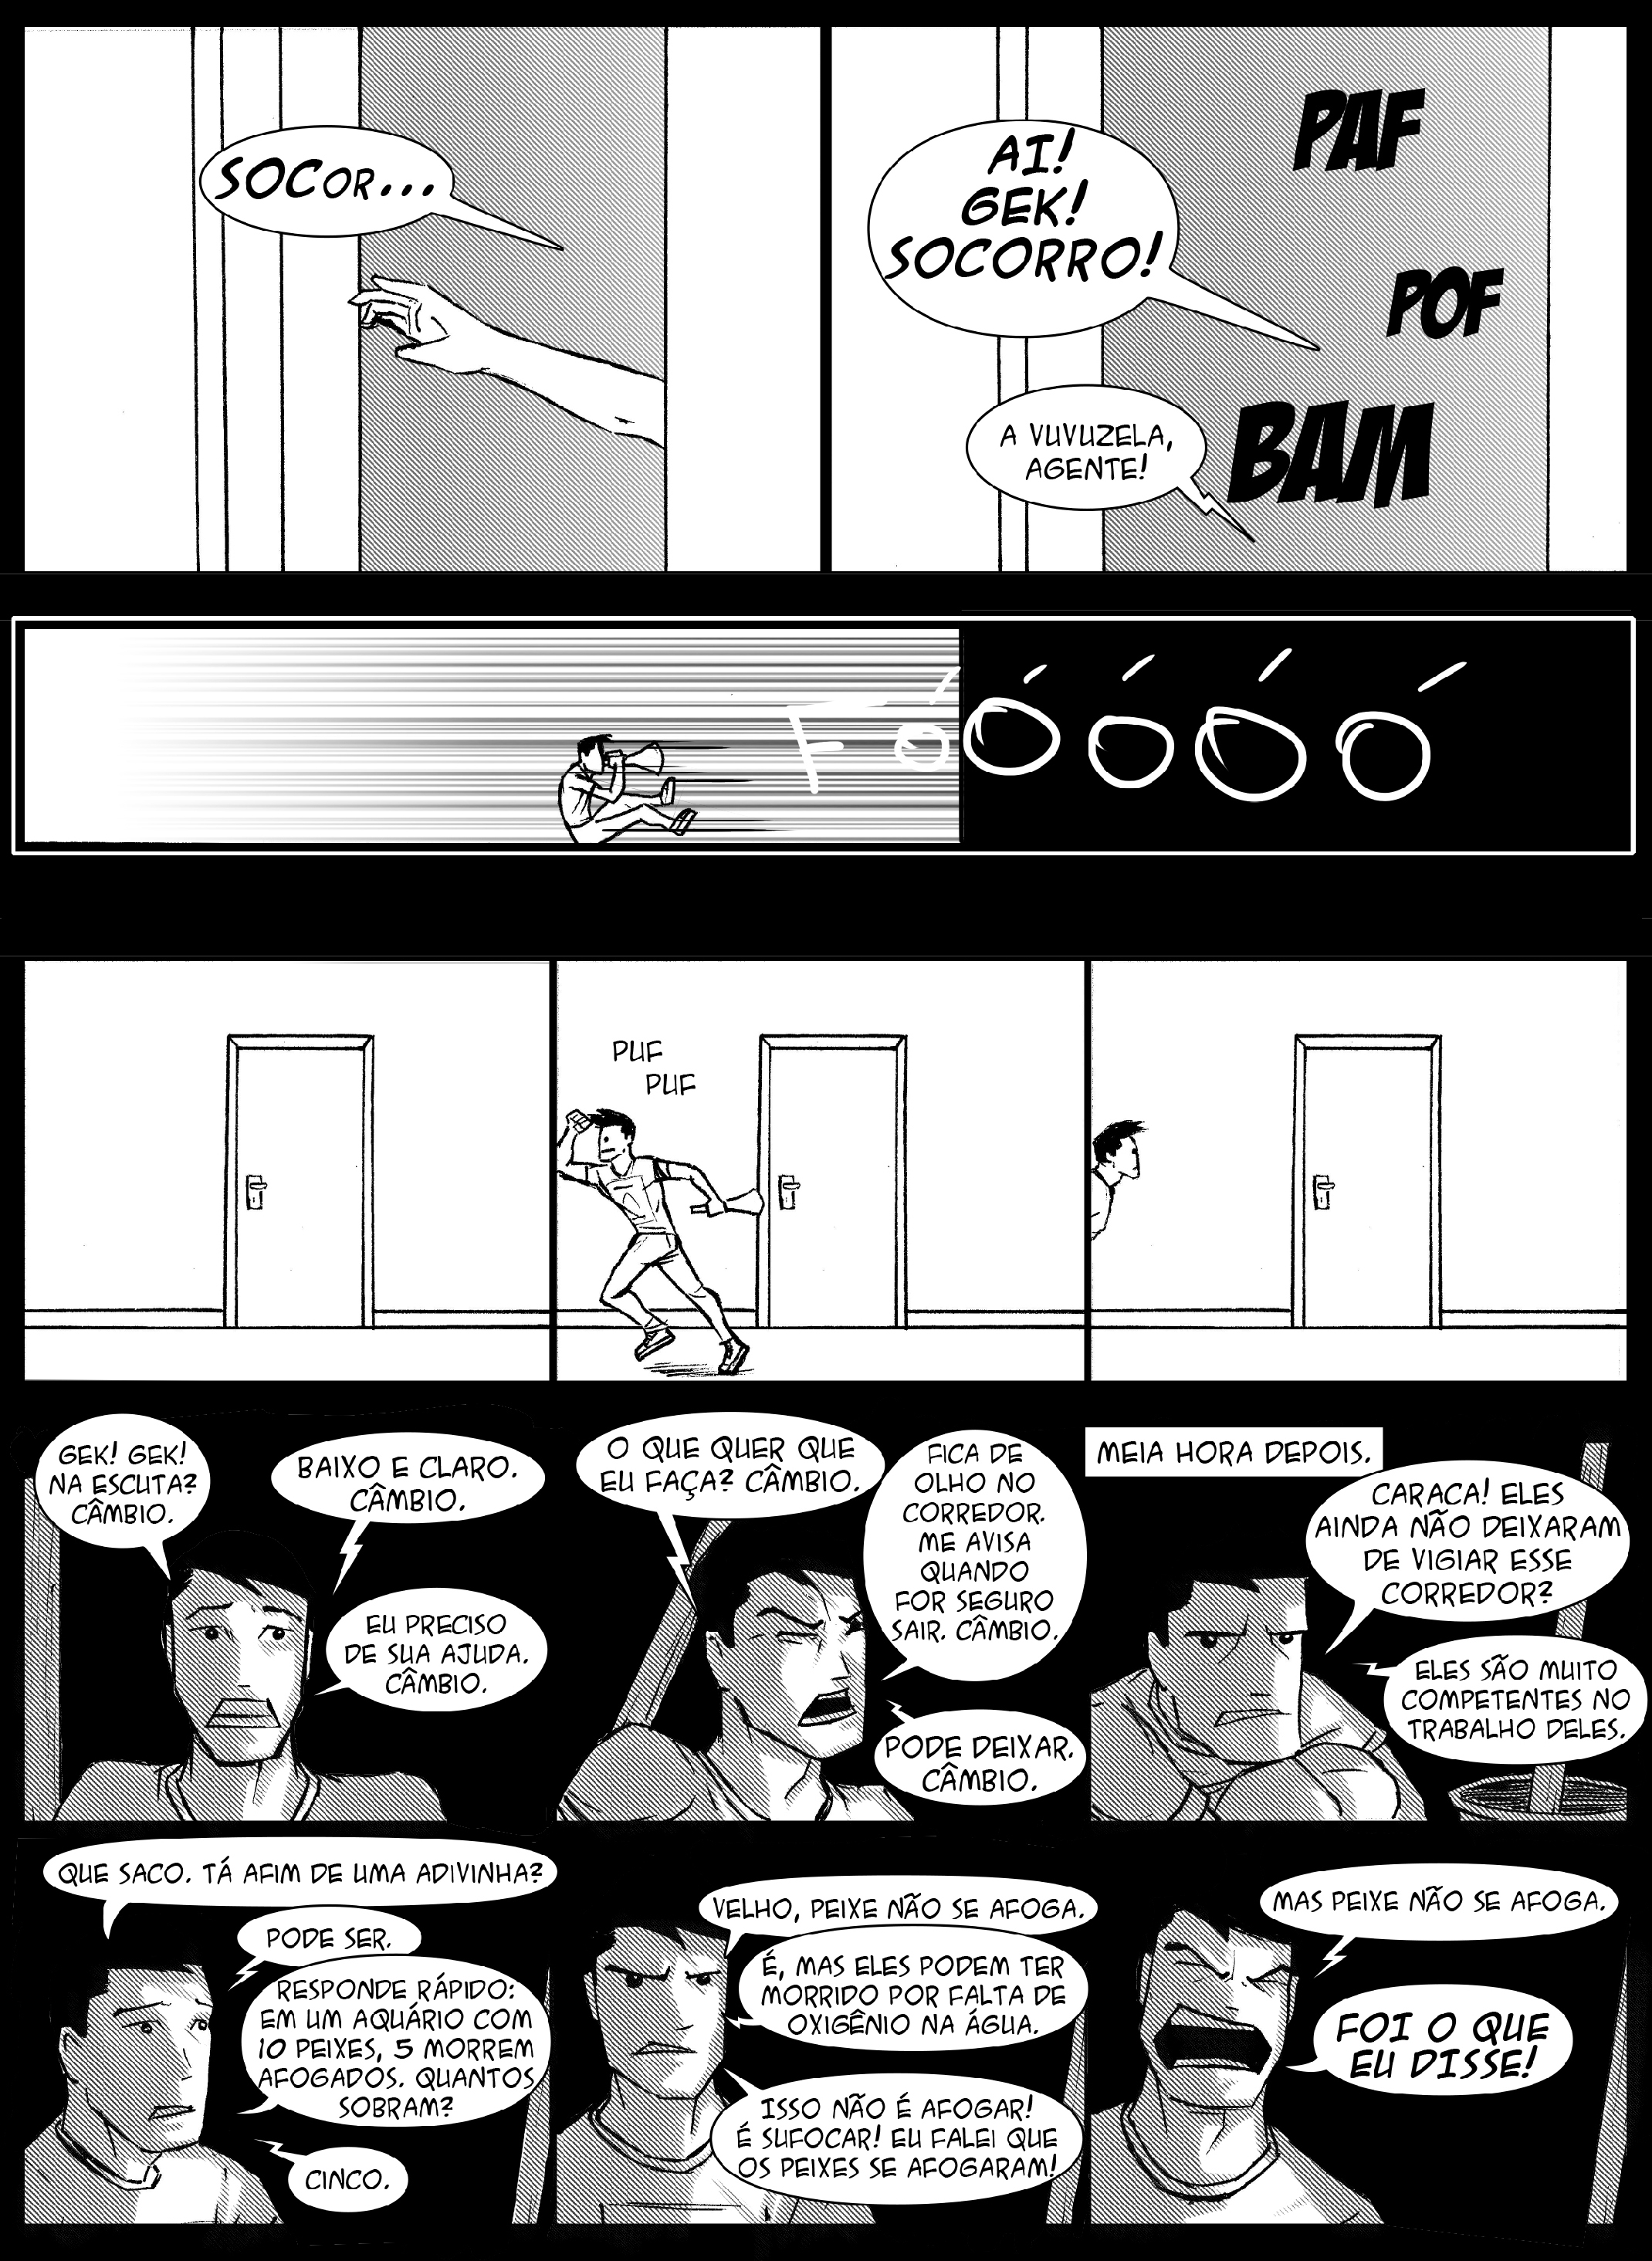 SOCOR...
AI!
GEK!
SOCORRO!
PAF
POF
BAM
A VUVUZELA,
AGENTE!
FÓÓÓÓÓ
PUF
PUF
GEK! GEK!
NA ESCUTA?
CÂMBIO.
BAIXO E CLARO.
CÂMBIO.
EU PRECISO
DE SUA AJUDA.
CÂMBIO.
O QUE QUER QUE
EU FAÇA? CÂMBIO.
FICA DE
OLHO NO
CORREDOR.
ME AVISA
QUANDO
FOR SEGURO
SAIR. CÂMBIO.
PODE DEIXAR.
CÂMBIO.
MEIA HORA DEPOIS.
CARACA! ELES
AINDA NÃO DEIXARAM
DE VIGIAR ESSE
CORREDOR?
ELES SÃO MUITO
COMPETENTES NO
TRABALHO DELES.
QUE SACO. TÁ AFIM DE UMA ADIVINHA?
PODE SER.
RESPONDE RÁPIDO:
EM UM AQUÁRIO COM
10 PEIXES, 5 MORREM
AFOGADOS. QUANTOS
SOBRAM?
CINCO.
VELHO, PEIXE NÃO SE AFOGA.
É, MAS ELES PODEM TER
MORRIDO POR FALTA DE
OXIGÊNIO NA ÁGUA.
ISSO NÃO É AFOGAR!
É SUFOCAR! EU FALEI QUE
OS PEIXES SE AFOGARAM!
MAS PEIXE NÃO SE AFOGA.
FOI O QUE
EU DISSE!